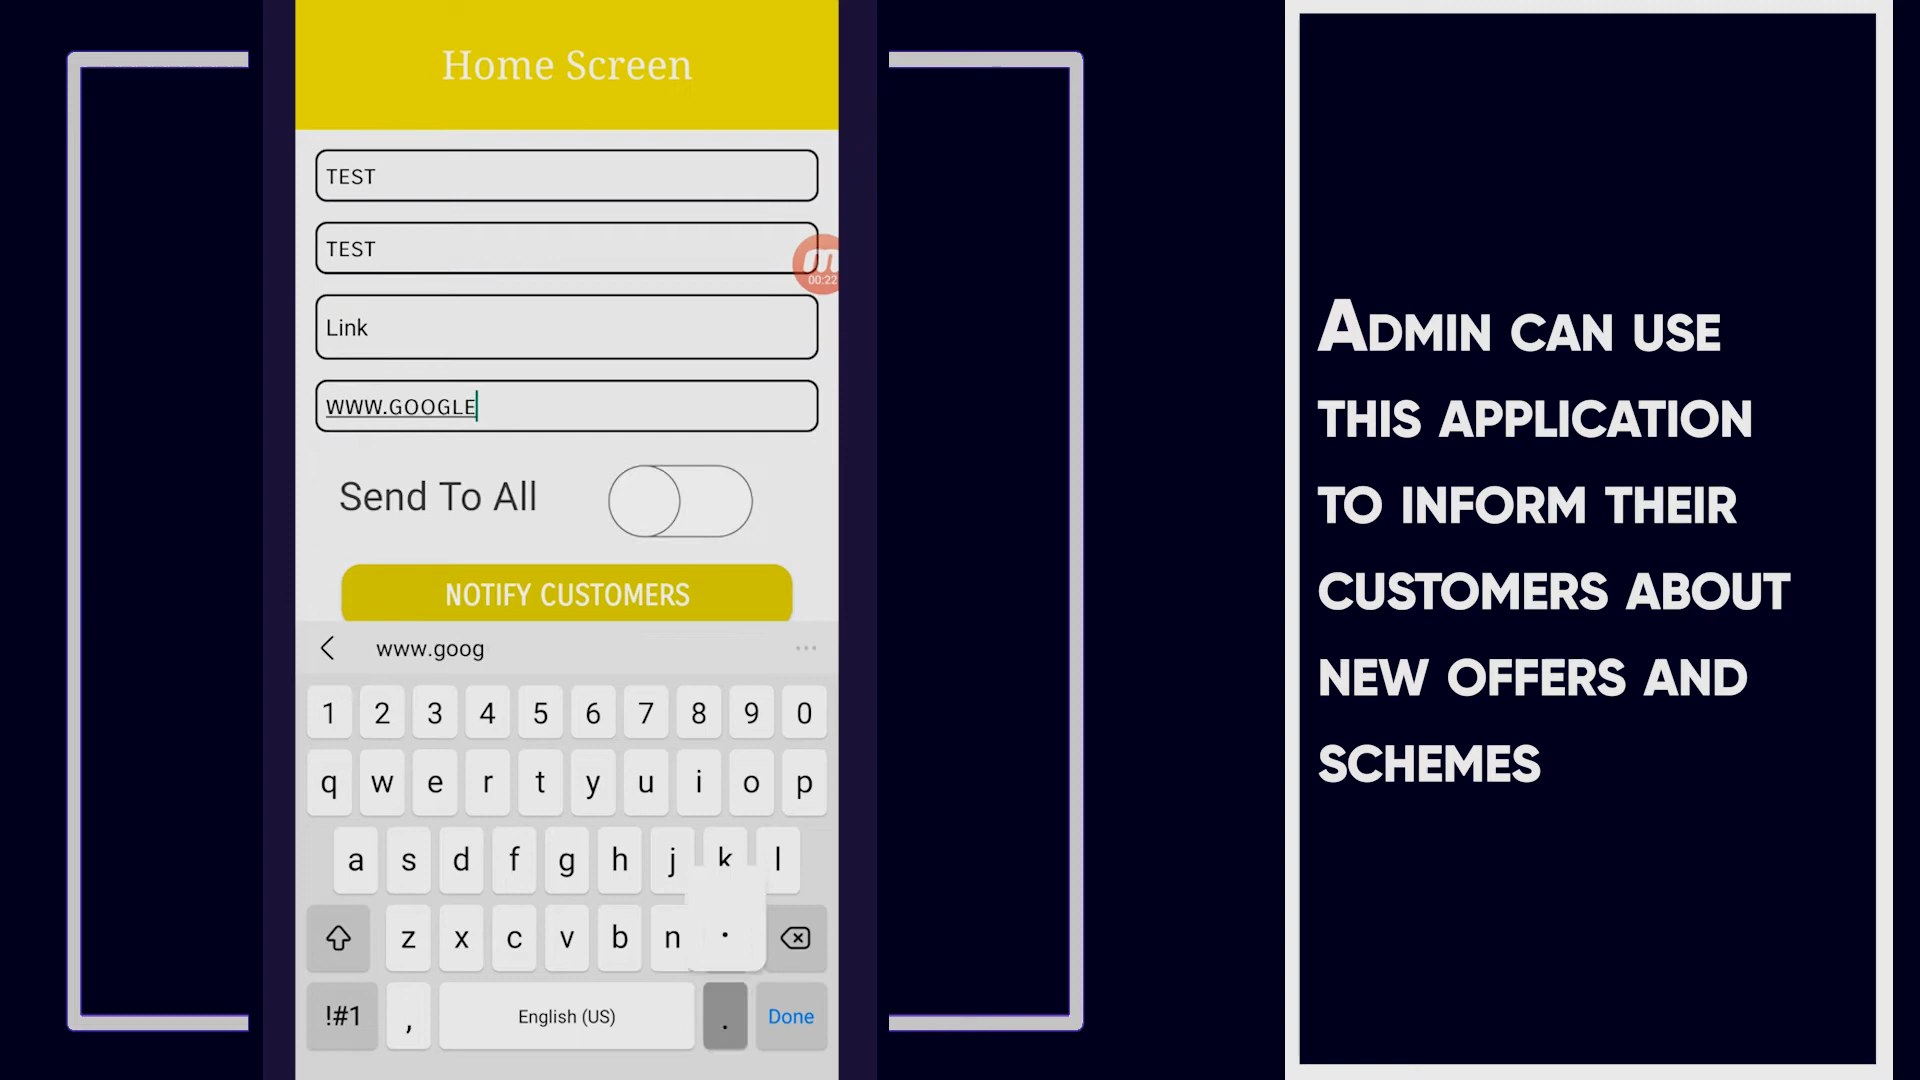 Home Screen
TEST
TEST
00:22
Link
WWW.GOOGLE
Send To All
NOTIFY CUSTOMERS
www.goog
1 2 3 4 5 6 7 8 9 0
q w e r t y u i o p
a s d f g h j k l
z x c v b n .
!#1 , English (US) . Done
ADMIN CAN USE
THIS APPLICATION
TO INFORM THEIR
CUSTOMERS ABOUT
NEW OFFERS AND
SCHEMES